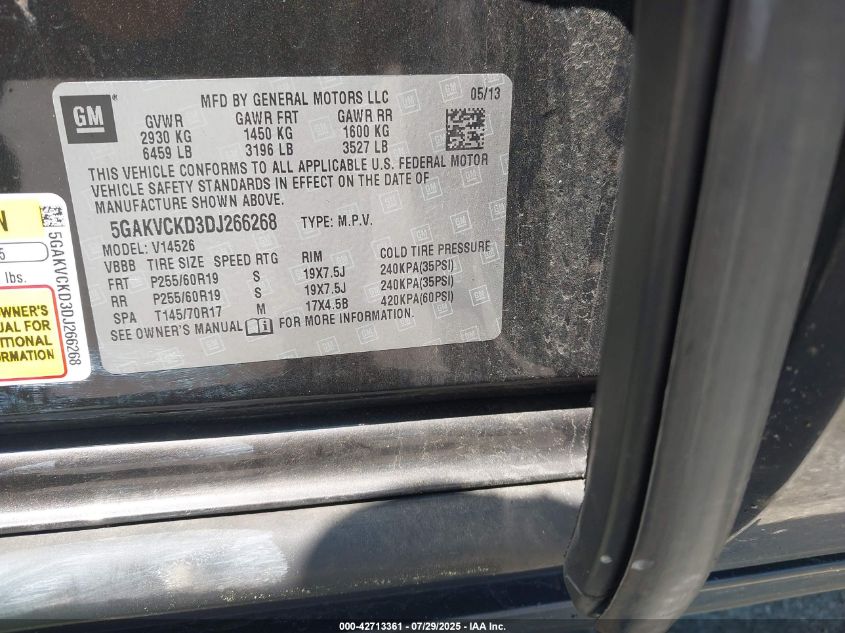 GM
MFD BY GENERAL MOTORS LLC 05/13
GVWR GAWR FRT GAWR RR
2930 KG 1450 KG 1600 KG
6459 LB 3196 LB 3527 LB
THIS VEHICLE CONFORMS TO ALL APPLICABLE U.S. FEDERAL MOTOR
VEHICLE SAFETY STANDARDS IN EFFECT ON THE DATE OF
MANUFACTURE SHOWN ABOVE.
5GAKVCKD3DJ266268 TYPE: M.P.V.
MODEL: V14526
VBBB TIRE SIZE SPEED RTG RIM COLD TIRE PRESSURE
FRT P255/60R19 S 19X7.5J 240KPA(35PSI)
RR P255/60R19 S 19X7.5J 240KPA(35PSI)
SPA T145/70R17 M 17X4.5B 420KPA(60PSI)
SEE OWNER'S MANUAL FOR MORE INFORMATION.
N
5
lbs.
OWNER'S
UAL FOR
ITIONAL
ORMATION
5GAKVCKD3DJ266268
000-42713361 - 07/29/2025 - IAA Inc.